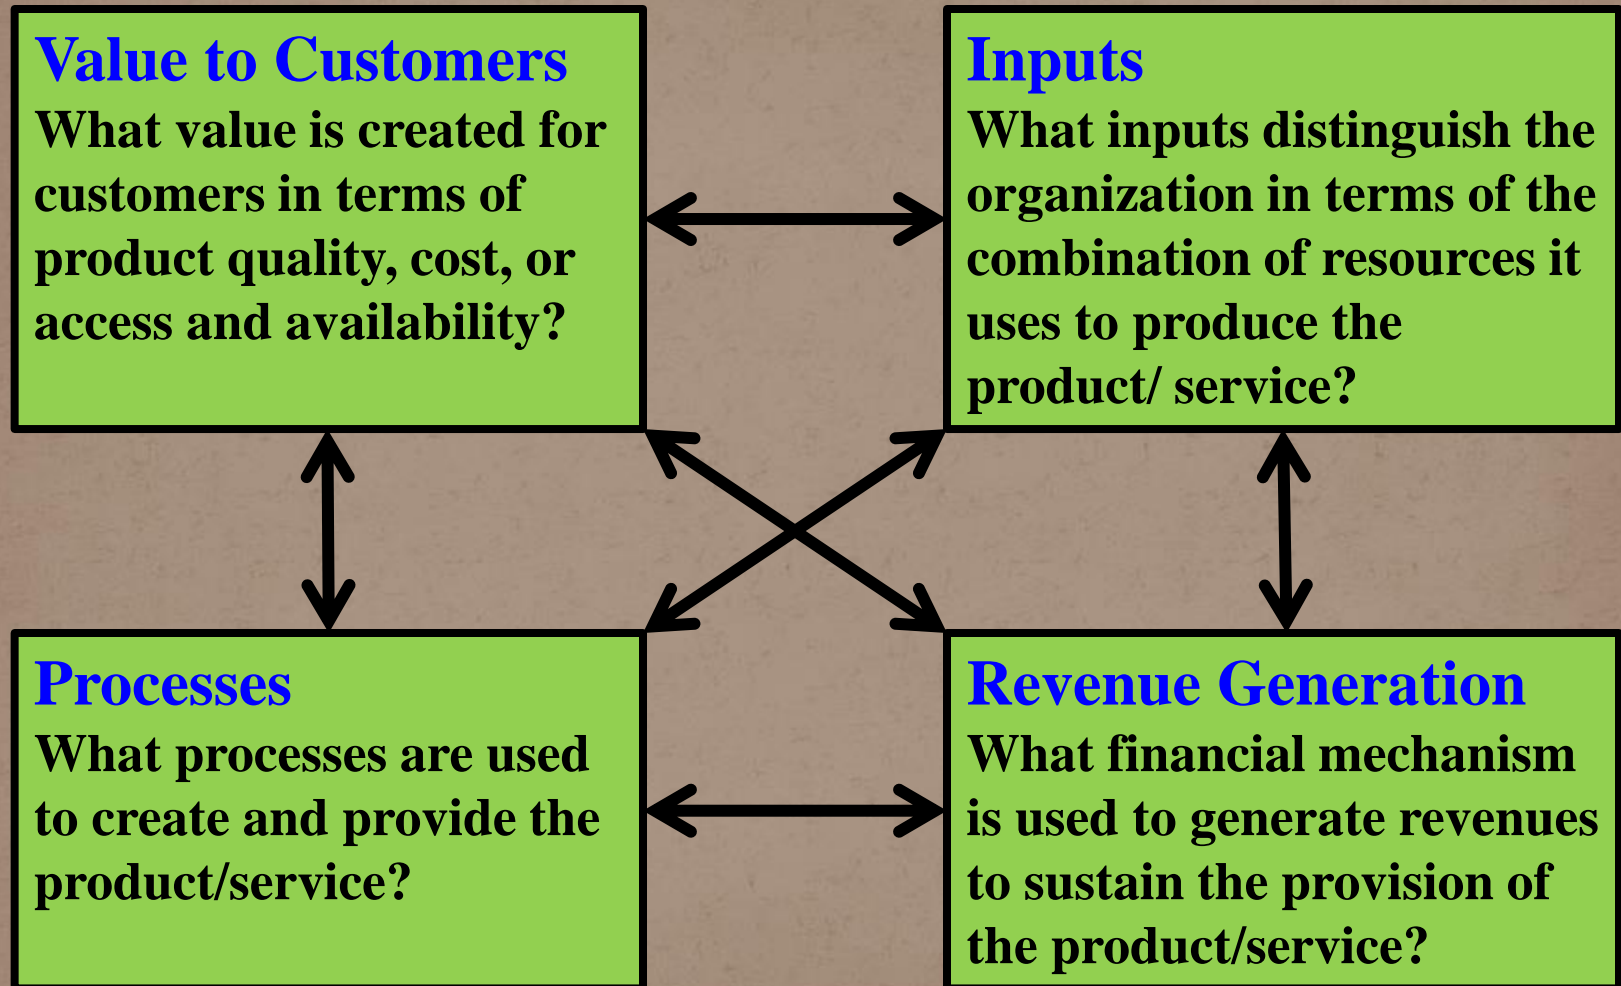 Value to Customers
What value is created for
customers in terms of
product quality, cost, or
access and availability?
Inputs
What inputs distinguish the
organization in terms of the
combination of resources it
uses to produce the
product/ service?
Processes
What processes are used
to create and provide the
product/service?
Revenue Generation
What financial mechanism
is used to generate revenues
to sustain the provision of
the product/service?